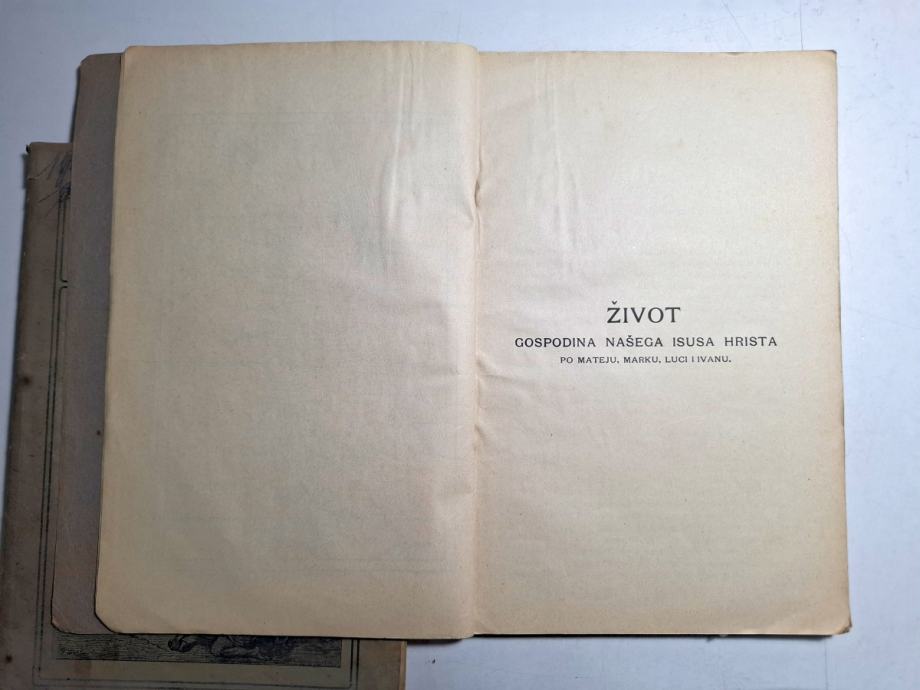 ŽIVOT
GOSPODINA NAŠEGA ISUSA HRISTA
PO MATEJU, MARKU, LUCI I IVANU.